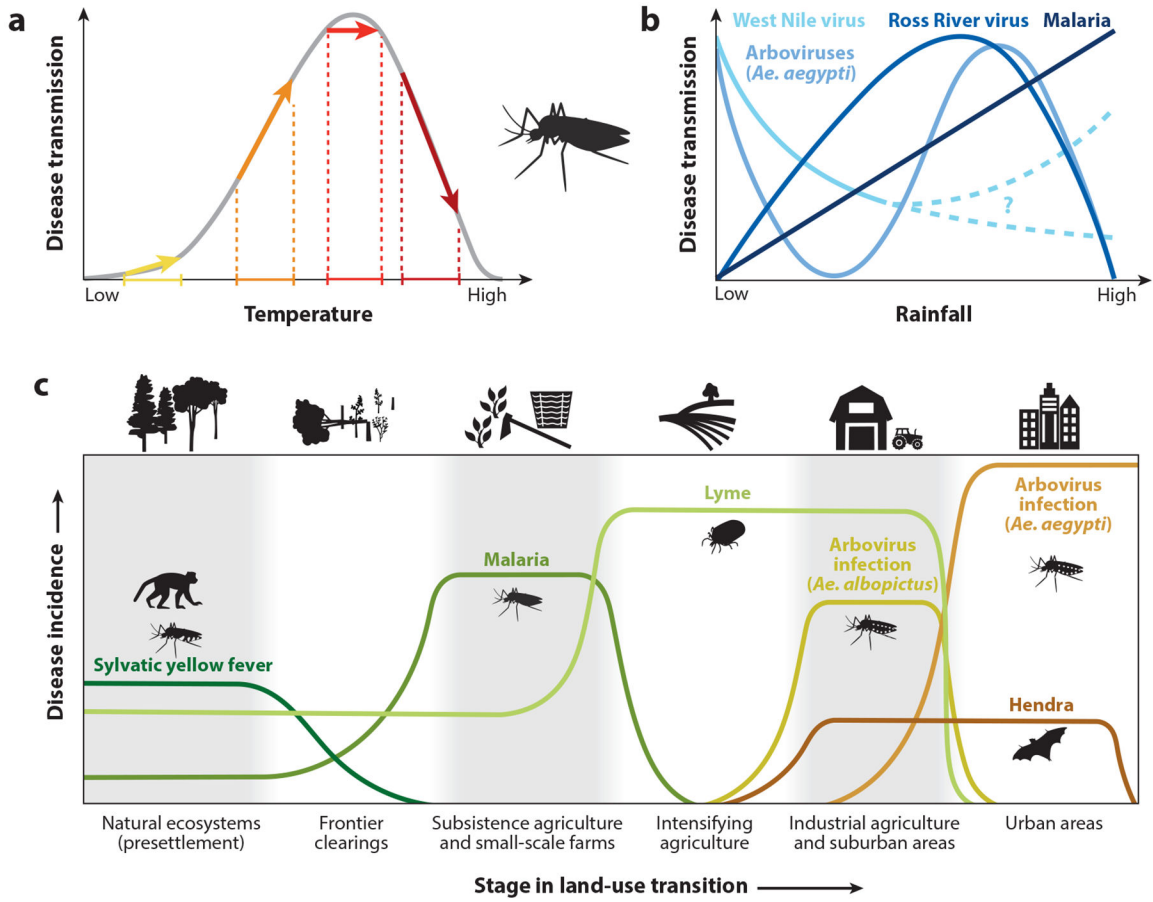 a
Disease transmission
Low
High
Temperature
b
Disease transmission
West Nile virus
Ross River virus
Malaria
Arboviruses
(Ae. aegypti)
?
Low
High
Rainfall
c
Disease incidence
Sylvatic yellow fever
Malaria
Lyme
Arbovirus
infection
(Ae. albopictus)
Arbovirus
infection
(Ae. aegypti)
Hendra
Natural ecosystems
(presettlement)
Frontier
clearings
Subsistence agriculture
and small-scale farms
Intensifying
agriculture
Industrial agriculture
and suburban areas
Urban areas
Stage in land-use transition